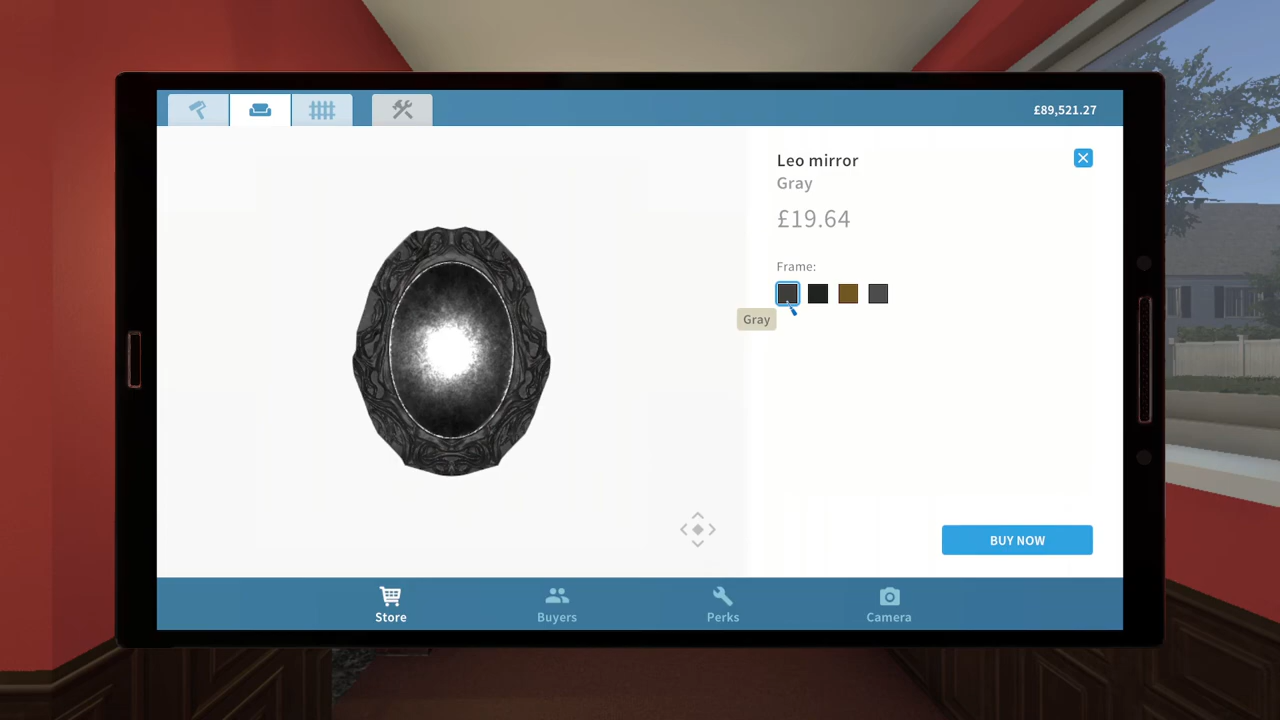 £89,521.27
Leo mirror
Gray
£19.64
Frame:
Gray
BUY NOW
Store
Buyers
Perks
Camera